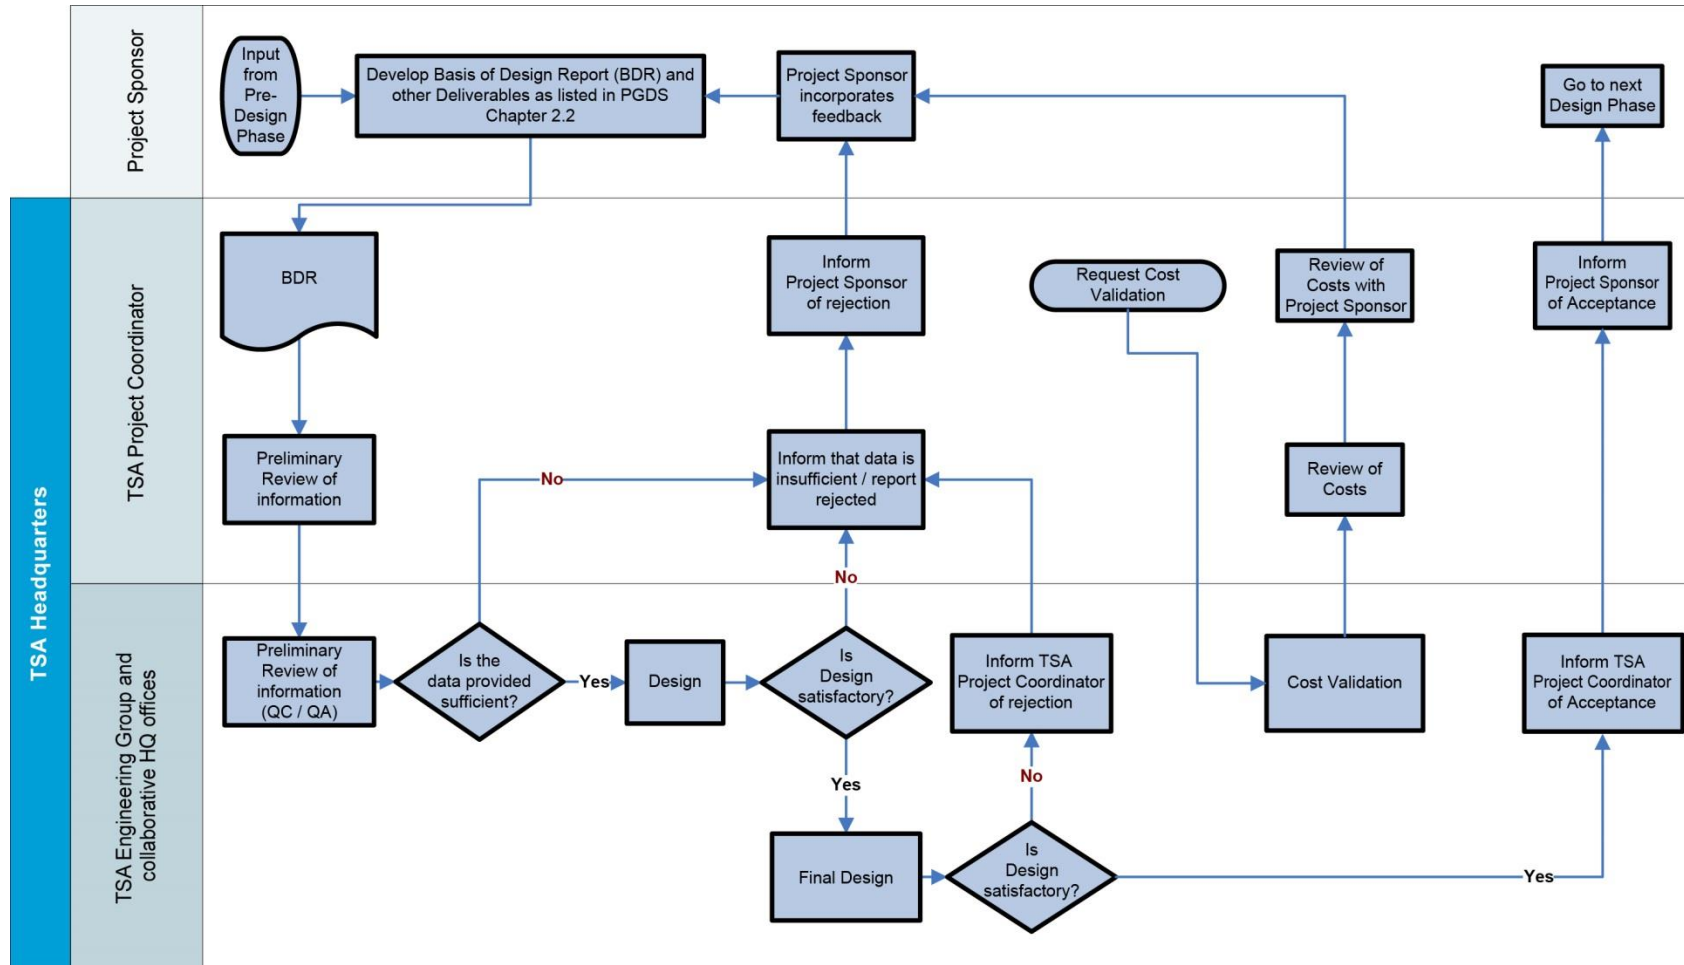 Project Sponsor
Input
from
Pre-
Design
Phase
Develop Basis of Design Report (BDR) and
other Deliverables as listed in PGDS
Chapter 2.2
Project Sponsor
incorporates
feedback
Go to next
Design Phase
TSA Headquarters
TSA Project Coordinator
BDR
Inform
Project Sponsor
of rejection
Request Cost
Validation
Review of
Costs with
Project Sponsor
Inform
Project Sponsor
of Acceptance
Preliminary
Review of
information
No
Inform that data is
insufficient / report
rejected
Review of
Costs
No
TSA Engineering Group and
collaborative HQ offices
Preliminary
Review of
information
(QC / QA)
Is the
data provided
sufficient?
Yes
Design
Is
Design
satisfactory?
Inform TSA
Project Coordinator
of rejection
Cost Validation
Inform TSA
Project Coordinator
of Acceptance
Yes
No
Final Design
Is
Design
satisfactory?
Yes